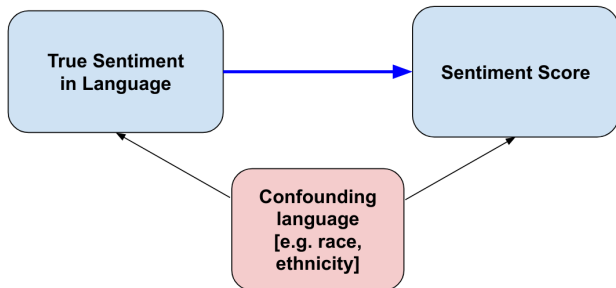 True Sentiment
in Language
Sentiment Score
Confounding
language
[e.g. race,
ethnicity]